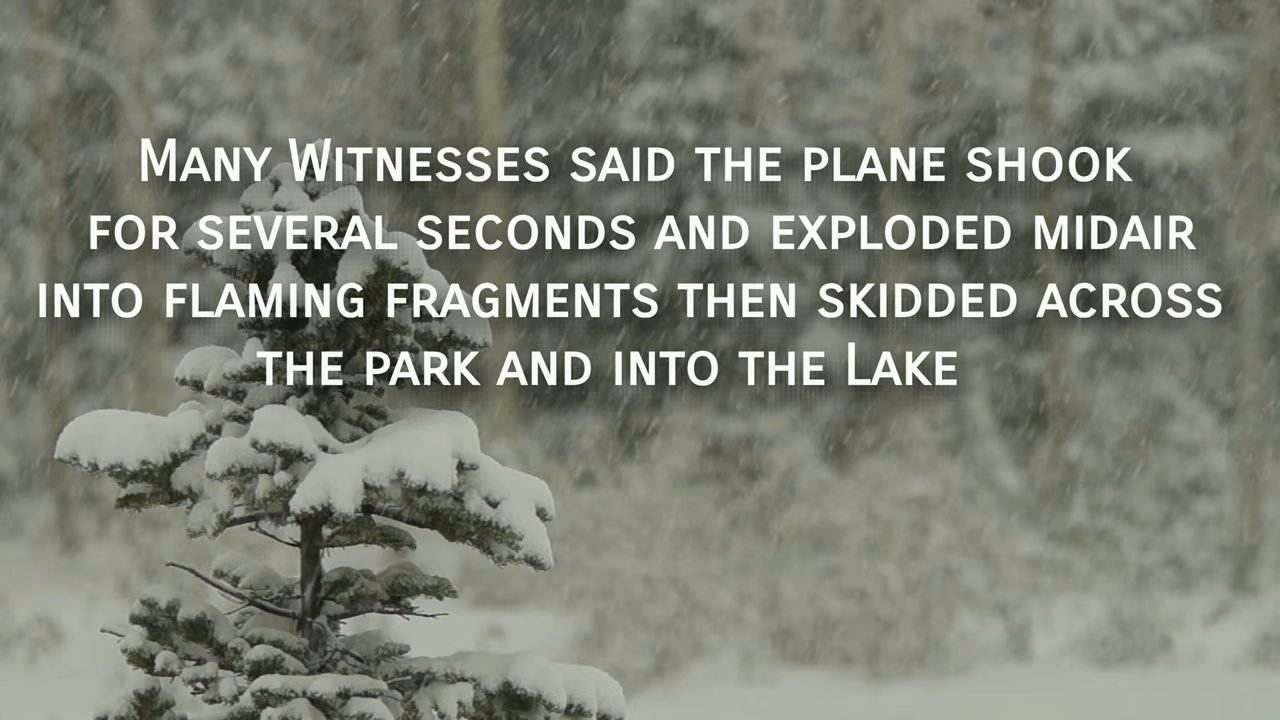 Many Witnesses said the plane shook
for several seconds and exploded midair
into flaming fragments then skidded across
the park and into the Lake